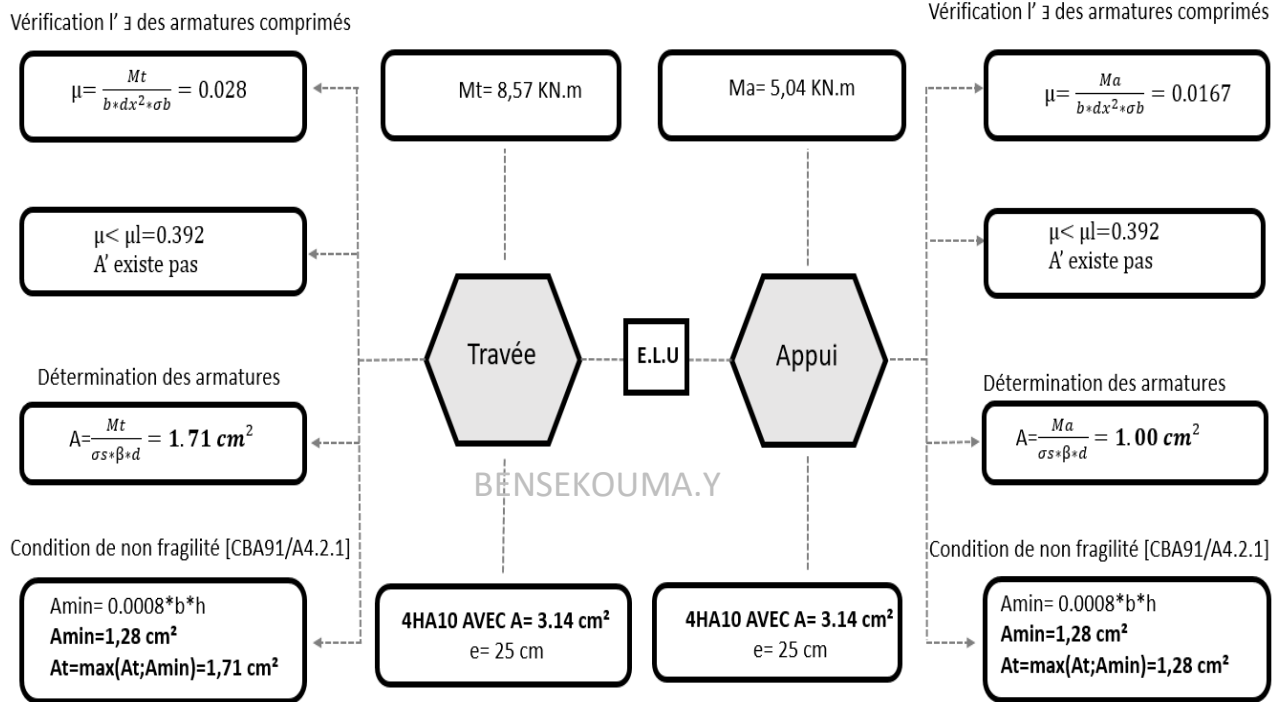 Vérification l' ∃ des armatures comprimés
μ= Mt / b∗dx²∗σb = 0.028
μ< μl=0.392
A' existe pas
Détermination des armatures
A= Mt / σs∗β∗d = 1.71 cm²
Condition de non fragilité [CBA91/A4.2.1]
Amin= 0.0008*b*h
Amin=1,28 cm²
At=max(At;Amin)=1,71 cm²
Mt= 8,57 KN.m
Travée
4HA10 AVEC A= 3.14 cm²
e= 25 cm
E.L.U
BENSEKOUMA.Y
Ma= 5,04 KN.m
Appui
4HA10 AVEC A= 3.14 cm²
e= 25 cm
Vérification l' ∃ des armatures comprimés
μ= Ma / b∗dx²∗σb = 0.0167
μ< μl=0.392
A' existe pas
Détermination des armatures
A= Ma / σs∗β∗d = 1.00 cm²
Condition de non fragilité [CBA91/A4.2.1]
Amin= 0.0008*b*h
Amin=1,28 cm²
At=max(At;Amin)=1,28 cm²